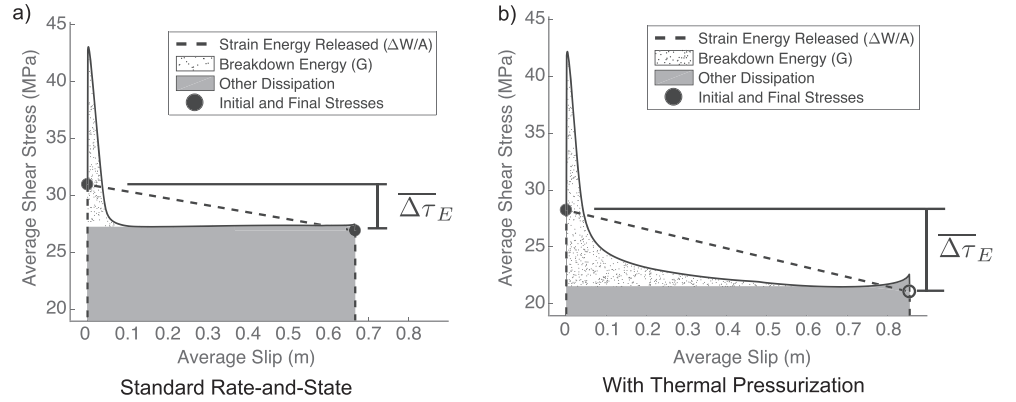 a)
45
40
35
30
25
20
Average Shear Stress (MPa)
Strain Energy Released (ΔW/A)
Breakdown Energy (G)
Other Dissipation
Initial and Final Stresses
Δτ_E
0 0.1 0.2 0.3 0.4 0.5 0.6 0.7 0.8
Average Slip (m)
Standard Rate-and-State
b)
45
40
35
30
25
20
Average Shear Stress (MPa)
Strain Energy Released (ΔW/A)
Breakdown Energy (G)
Other Dissipation
Initial and Final Stresses
Δτ_E
0 0.1 0.2 0.3 0.4 0.5 0.6 0.7 0.8
Average Slip (m)
With Thermal Pressurization